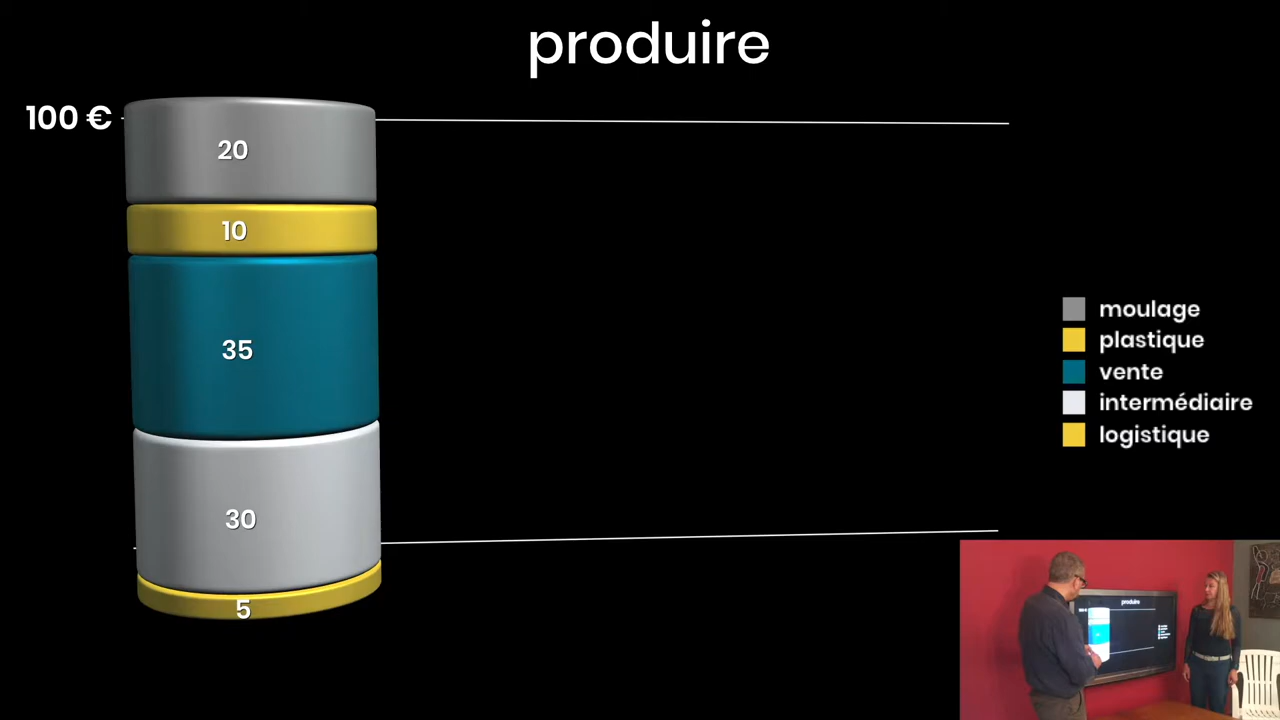 produire
100 €
20
10
35
30
5
moulage
plastique
vente
intermédiaire
logistique
produire